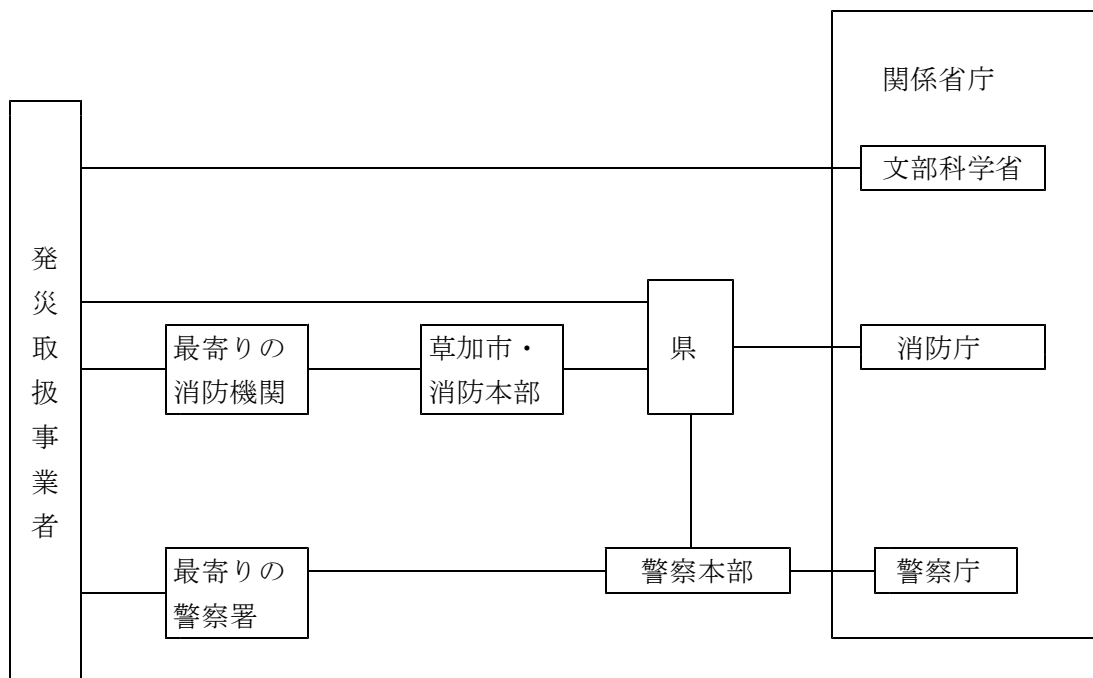 関係省庁
文部科学省
発災取扱事業者
県
最寄りの
消防機関
草加市・
消防本部
消防庁
最寄りの
警察署
警察本部
警察庁